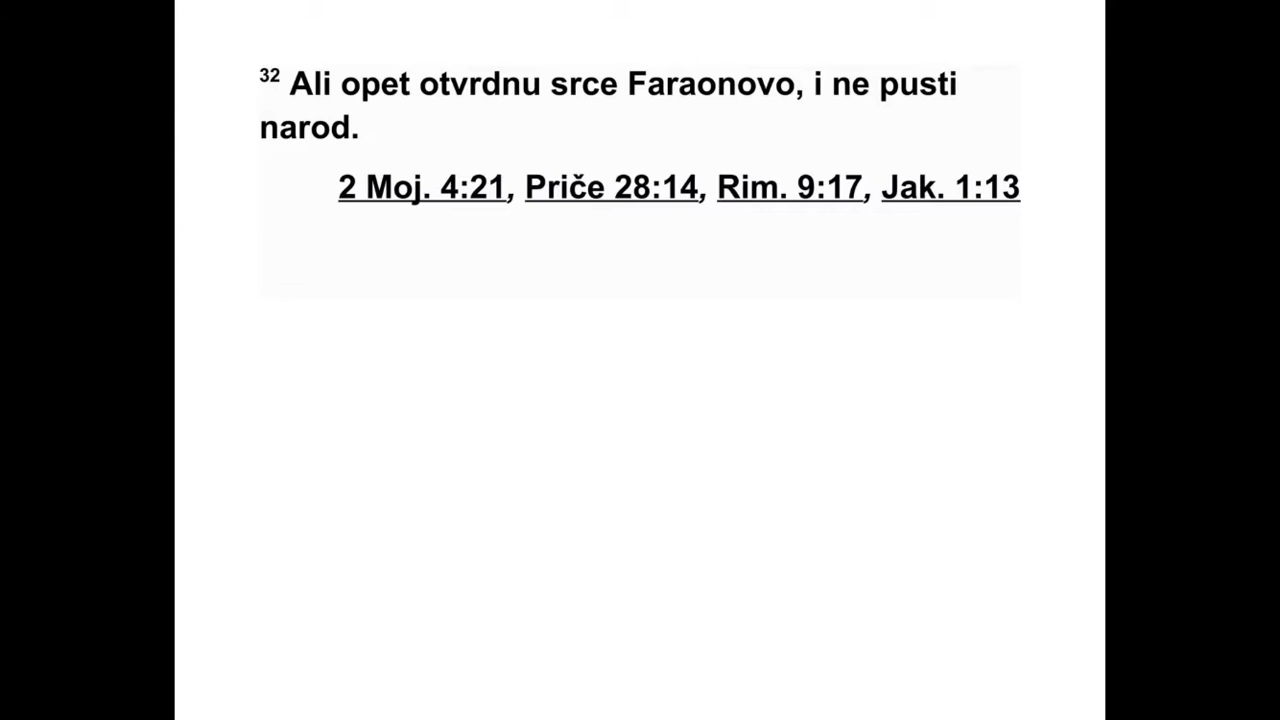 32 Ali opet otvrdnu srce Faraonovo, i ne pusti
narod.
2 Moj. 4:21, Priče 28:14, Rim. 9:17, Jak. 1:13